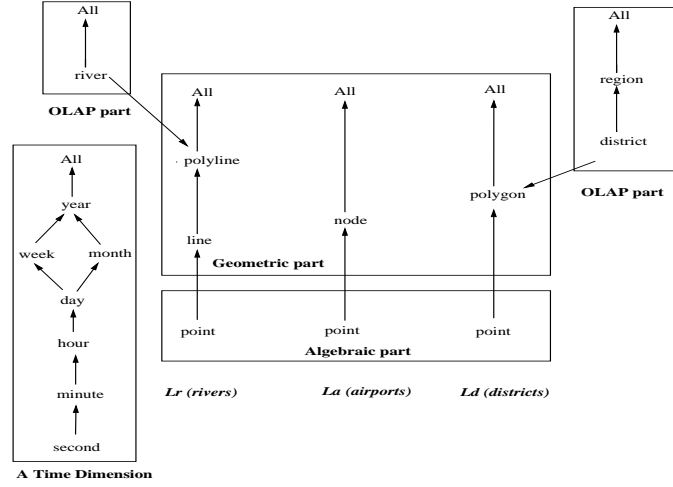 All
river
OLAP part
All
region
district
OLAP part
All
All
All
polyline
polygon
node
line
Geometric part
point
point
point
Algebraic part
Lr (rivers)
La (airports)
Ld (districts)
All
year
week
month
day
hour
minute
second
A Time Dimension